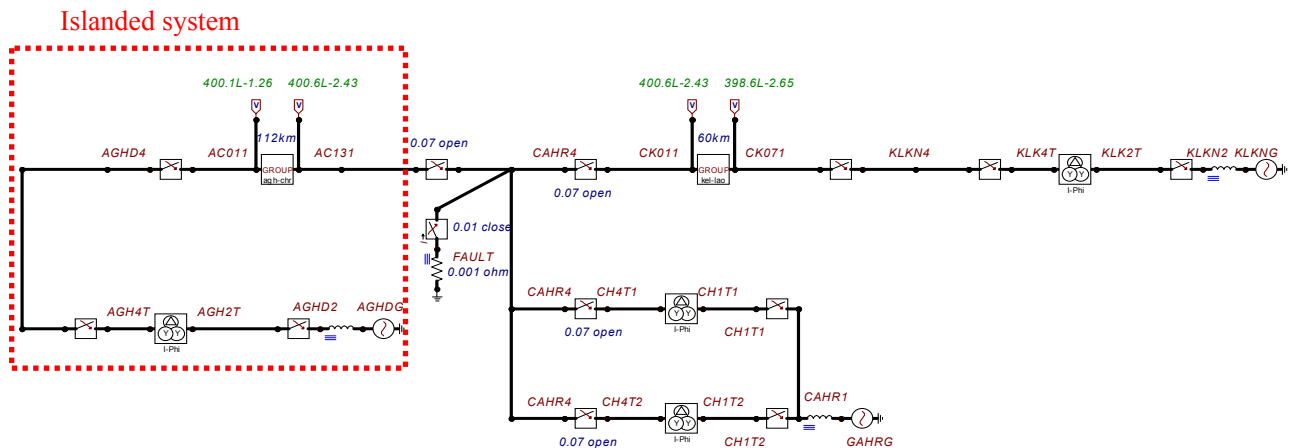 Islanded system
400.1L-1.26 400.6L-2.43
400.6L-2.43 398.6L-2.65
V V V V
112km 0.07 open 60km
AGHD4 AC011 AC131 CAHR4 CK011 CK071 KLKN4 KLK4T KLK2T KLKN2 KLKNG
GROUP
ag h-chr
GROUP
kel-lao
Y Y
I-Phi
0.07 open
0.01 close
FAULT
0.001 ohm
AGH4T AGH2T AGHD2 AGHDG
Y Y
I-Phi
CAHR4 CH4T1 CH1T1
Y Y
I-Phi
0.07 open CH1T1
CAHR4 CH4T2 CH1T2 CAHR1
Y Y
I-Phi
0.07 open CH1T2 GAHRG